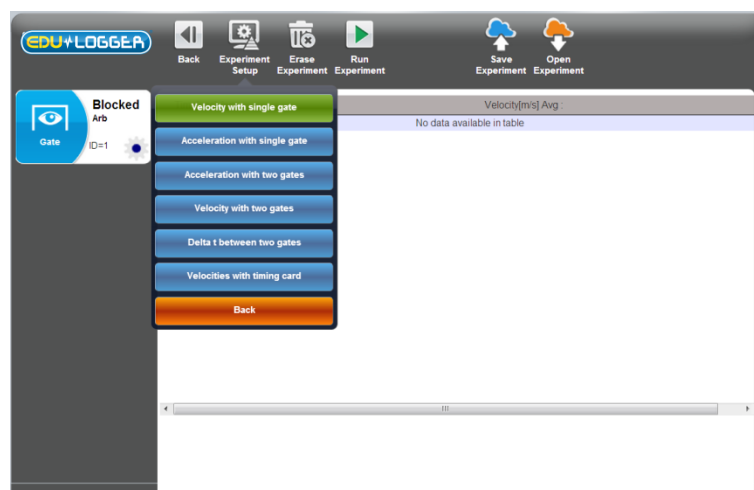 EDU LOGGER
Back
Experiment Setup
Erase Experiment
Run Experiment
Save Experiment
Open Experiment
Blocked
Arb
Gate
ID=1
Velocity[m/s] Avg :
No data available in table
Velocity with single gate
Acceleration with single gate
Acceleration with two gates
Velocity with two gates
Delta t between two gates
Velocities with timing card
Back